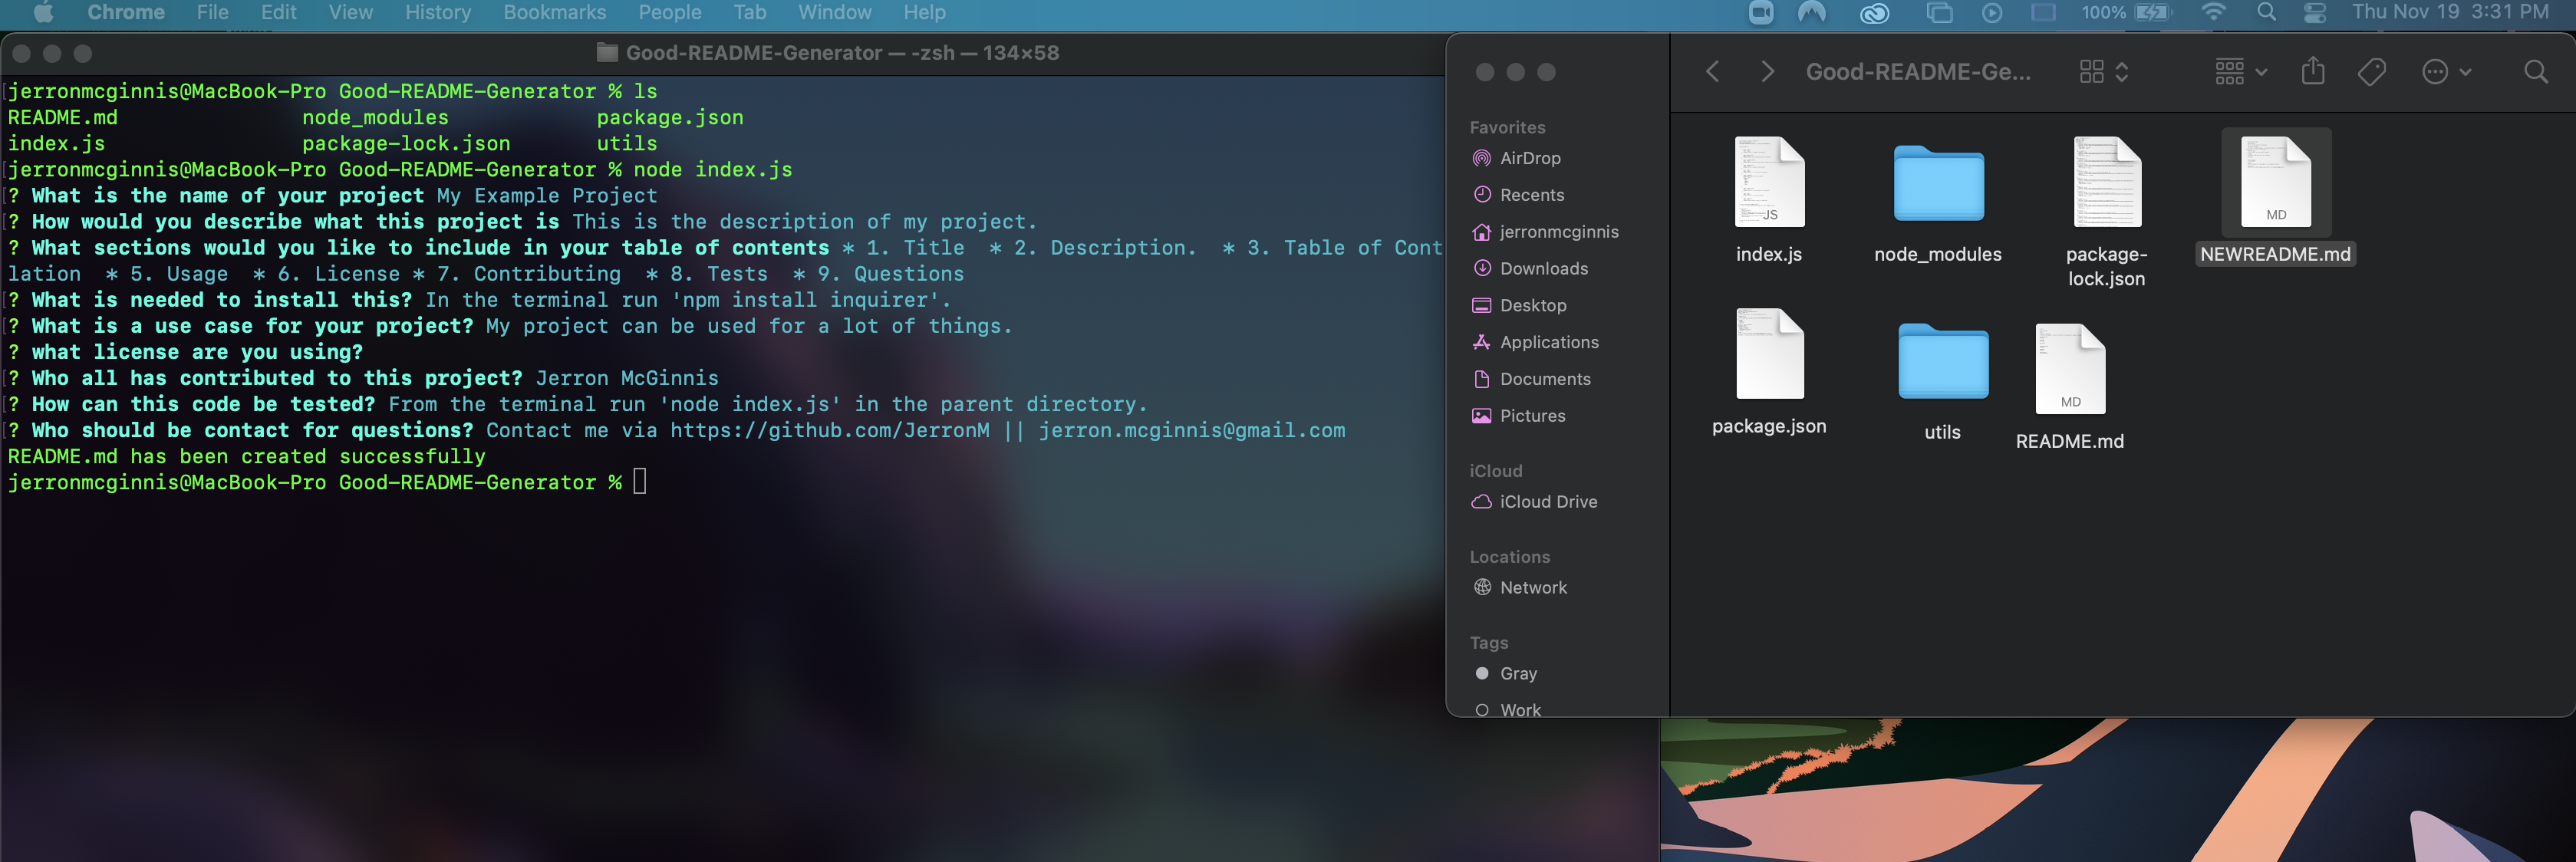 Chrome File Edit View History Bookmarks People Tab Window Help 100% Thu Nov 19 3:31 PM
Good-README-Generator — -zsh — 134×58
jerronmcginnis@MacBook-Pro Good-README-Generator % ls
README.md node_modules package.json
index.js package-lock.json utils
jerronmcginnis@MacBook-Pro Good-README-Generator % node index.js
? What is the name of your project My Example Project
? How would you describe what this project is This is the description of my project.
? What sections would you like to include in your table of contents * 1. Title * 2. Description. * 3. Table of Cont
lation * 5. Usage * 6. License * 7. Contributing * 8. Tests * 9. Questions
? What is needed to install this? In the terminal run 'npm install inquirer'.
? What is a use case for your project? My project can be used for a lot of things.
? what license are you using?
? Who all has contributed to this project? Jerron McGinnis
? How can this code be tested? From the terminal run 'node index.js' in the parent directory.
? Who should be contact for questions? Contact me via https://github.com/JerronM || jerron.mcginnis@gmail.com
README.md has been created successfully
jerronmcginnis@MacBook-Pro Good-README-Generator %
Good-README-Ge...
Favorites
AirDrop
Recents
jerronmcginnis
Downloads
Desktop
Applications
Documents
Pictures
iCloud
iCloud Drive
Locations
Network
Tags
Gray
Work
JS
MD
index.js
node_modules
package-
lock.json
NEWREADME.md
MD
package.json
utils
README.md